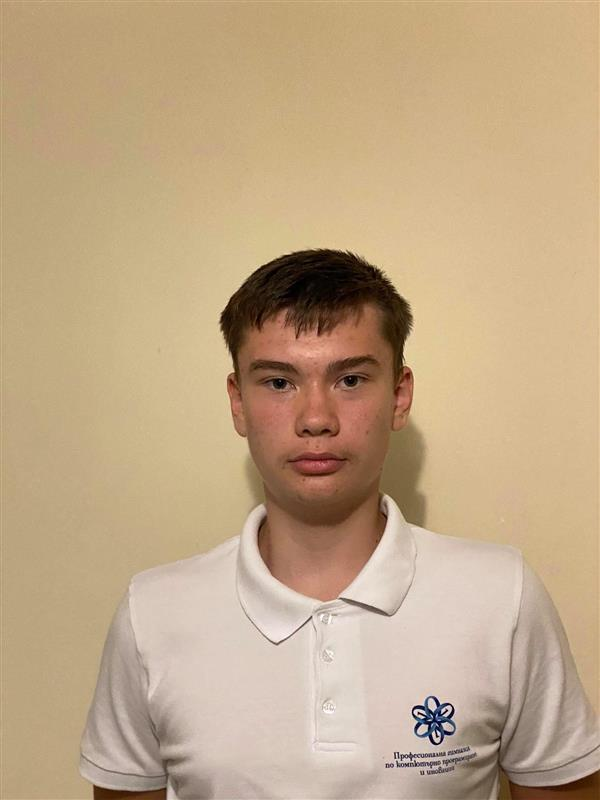 Професионална гимназия
по компютърно програмиране
и иновации